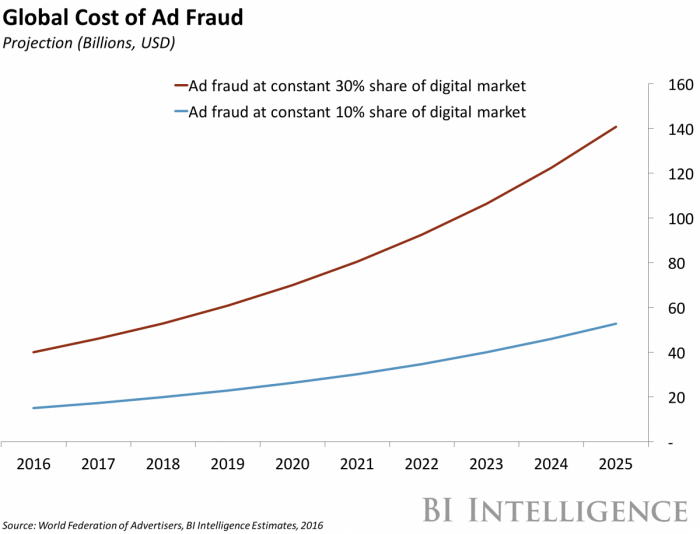 Global Cost of Ad Fraud
Projection (Billions, USD)
Ad fraud at constant 30% share of digital market
Ad fraud at constant 10% share of digital market
160
140
120
100
80
60
40
20
-
2016 2017 2018 2019 2020 2021 2022 2023 2024 2025
Source: World Federation of Advertisers, BI Intelligence Estimates, 2016
BI INTELLIGENCE